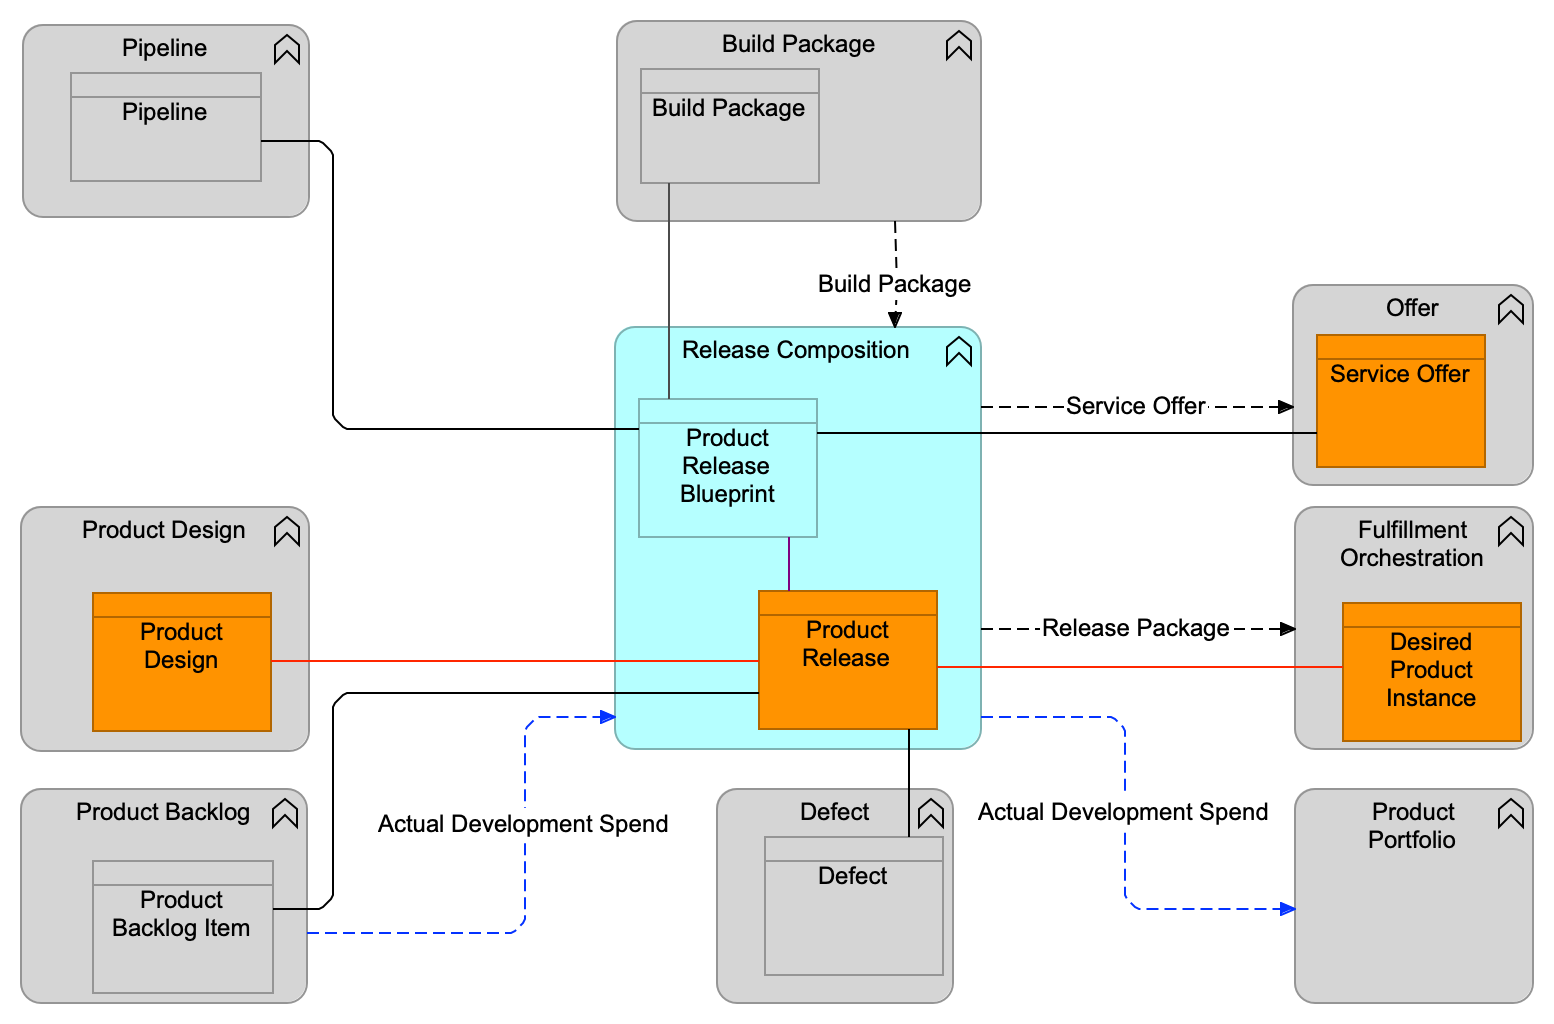 Pipeline
Pipeline
Build Package
Build Package
Build Package
Release Composition
Product
Release
Blueprint
Service Offer
Offer
Service Offer
Product Design
Product
Design
Product
Release
Release Package
Fulfillment
Orchestration
Desired
Product
Instance
Product Backlog
Product
Backlog Item
Actual Development Spend
Defect
Defect
Actual Development Spend
Product
Portfolio